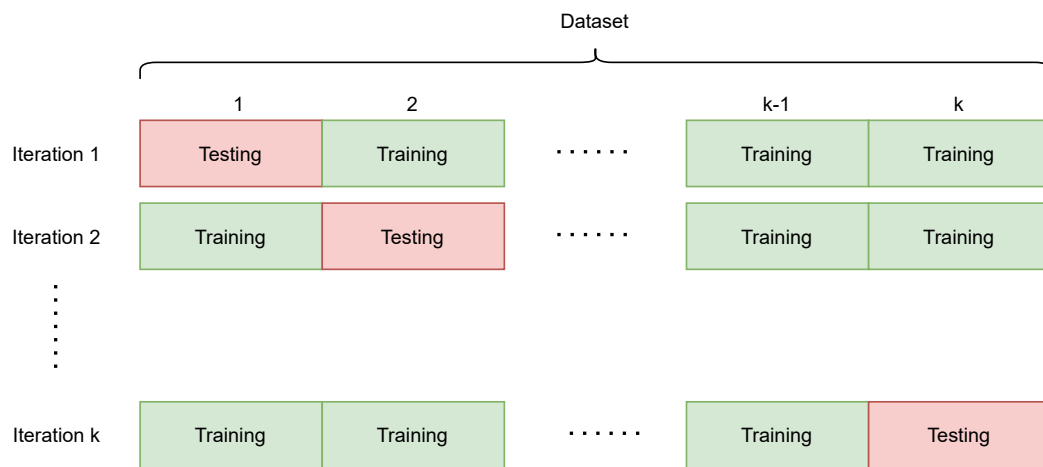 Dataset
1 2 k-1 k
Iteration 1 Testing Training ...... Training Training
Iteration 2 Training Testing ...... Training Training
Iteration k Training Training ...... Training Testing